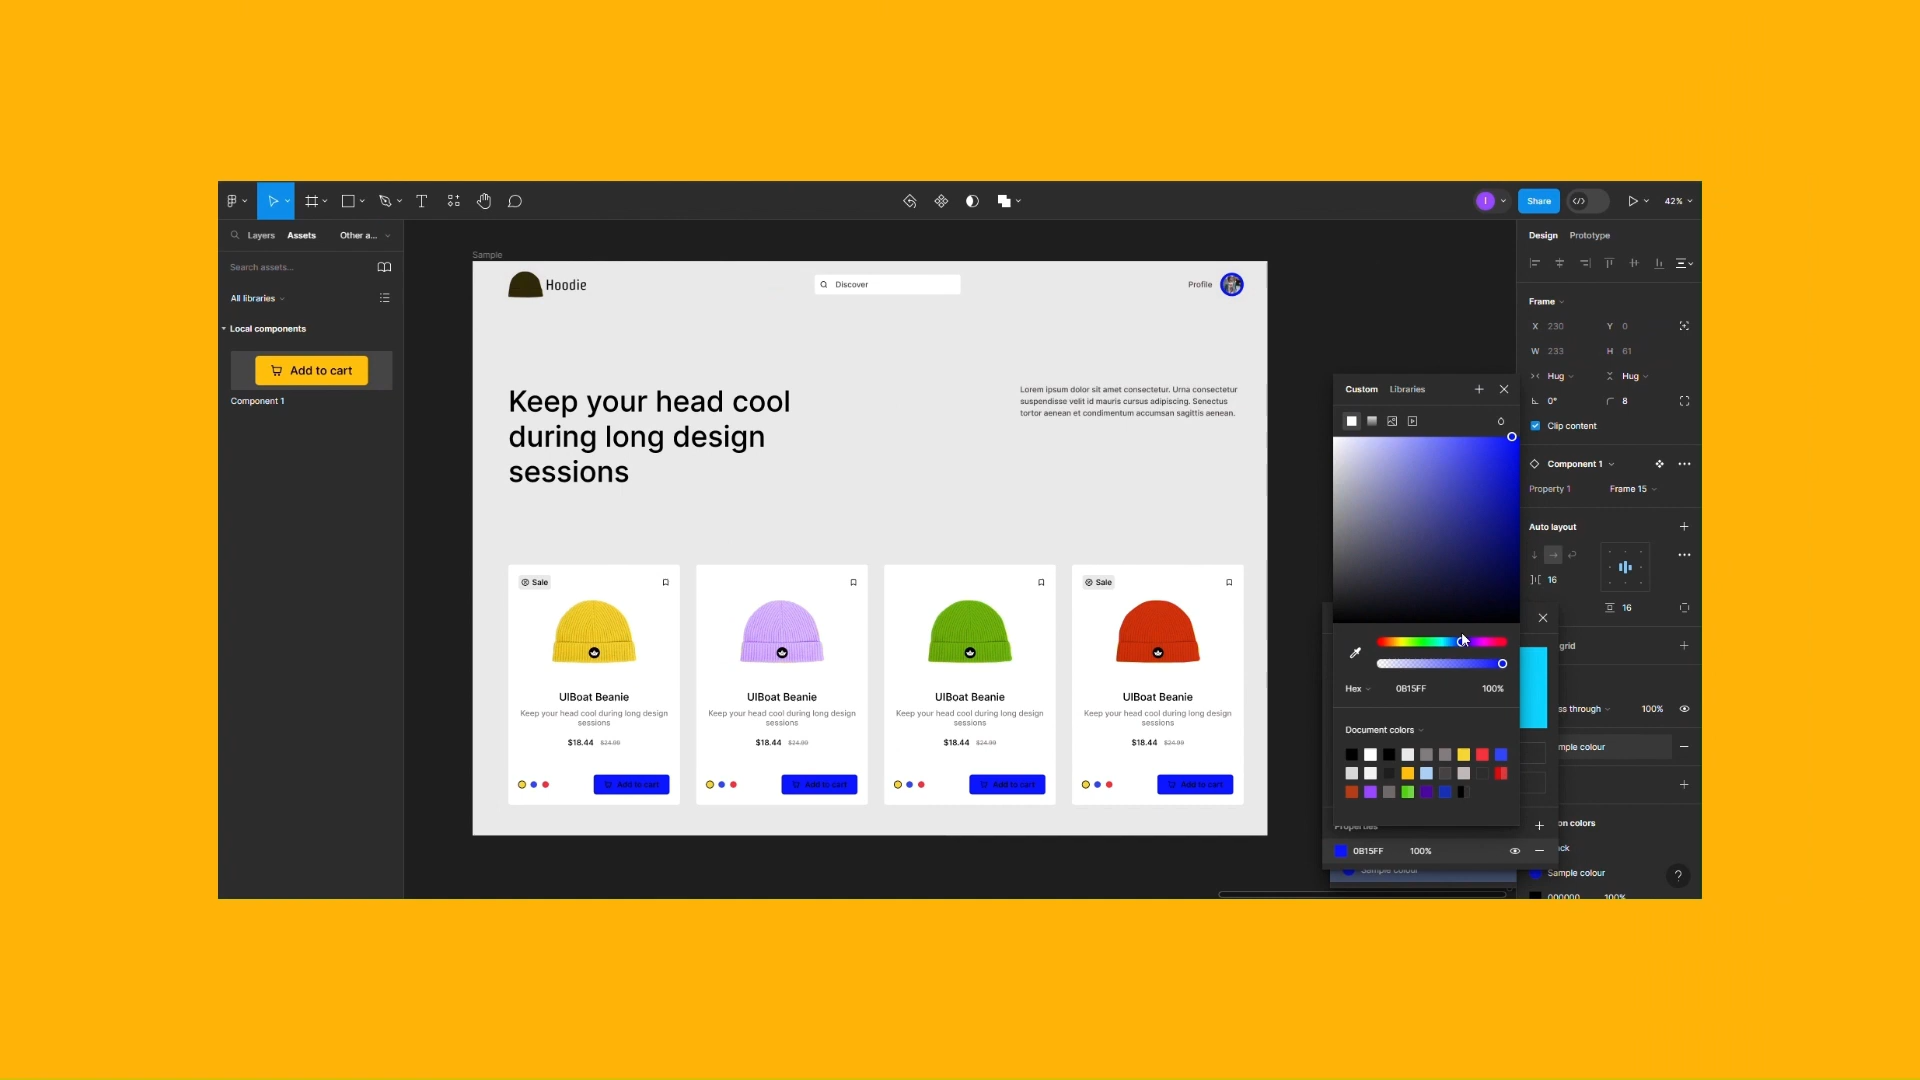 Share
42%
Layers
Assets
Other a...
Design
Prototype
Search assets...
All libraries
Local components
Add to cart
Component 1
Sample
Hoodie
Discover
Profile
Keep your head cool
during long design
sessions
Lorem ipsum dolor sit amet consectetur. Urna consectetur
suspendisse velit id mauris cursus adipiscing. Senectus
tortor aenean et condimentum accumsan sagittis aenean.
Sale
UIBoat Beanie
Keep your head cool during long design
sessions
$18.44 $24.99
Add to cart
UIBoat Beanie
Keep your head cool during long design
sessions
$18.44 $24.99
Add to cart
UIBoat Beanie
Keep your head cool during long design
sessions
$18.44 $24.99
Add to cart
Sale
UIBoat Beanie
Keep your head cool during long design
sessions
$18.44 $24.99
Add to cart
Custom
Libraries
Hex
0B15FF
100%
Document colors
Properties
0B15FF
100%
Sample colour
Frame
X 230
Y 0
W 233
H 61
Hug
Hug
0°
8
Clip content
Component 1
Property 1
Frame 15
Auto layout
16
16
grid
ss through
100%
mple colour
on colors
ck
Sample colour
000000
100%
?